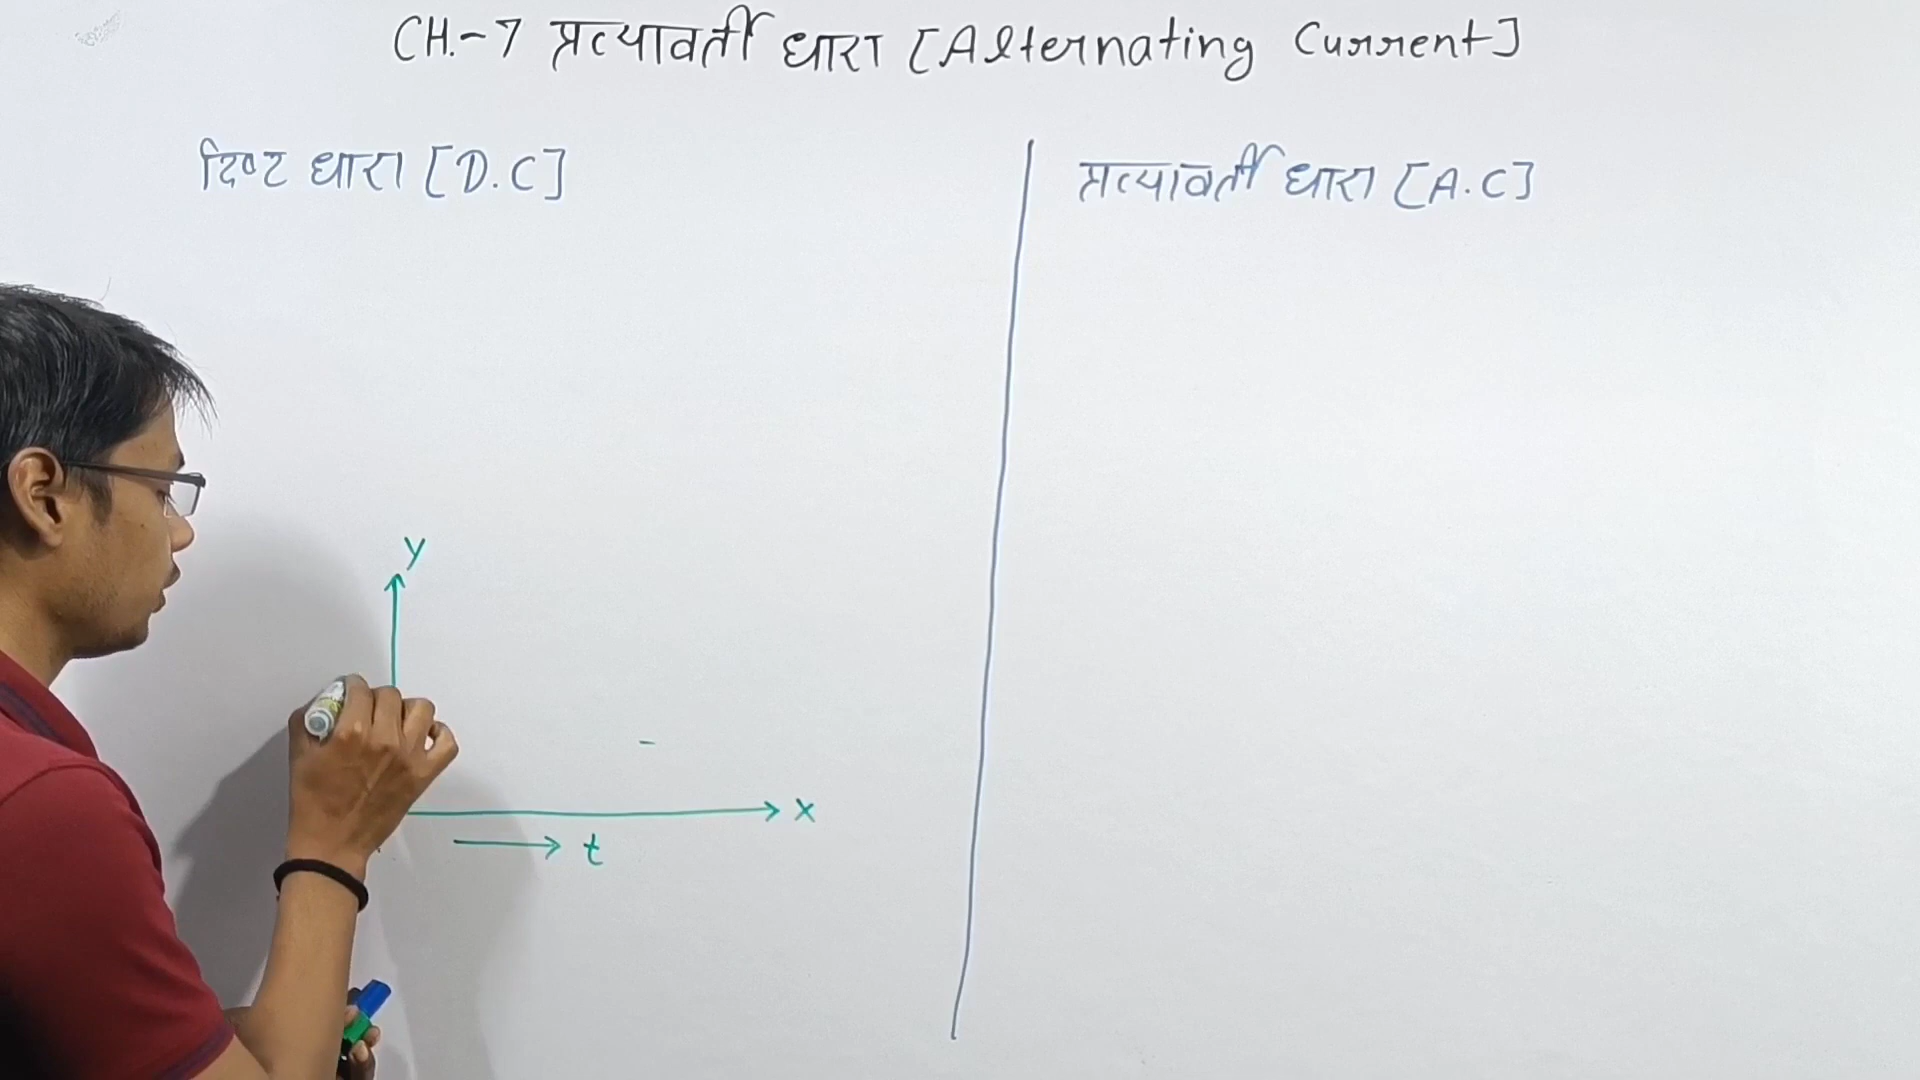 CH.-7 प्रत्यावर्ती धारा [Alternating Current]
दिष्ट धारा [D.C]
प्रत्यावर्ती धारा [A.C]
y
x
t